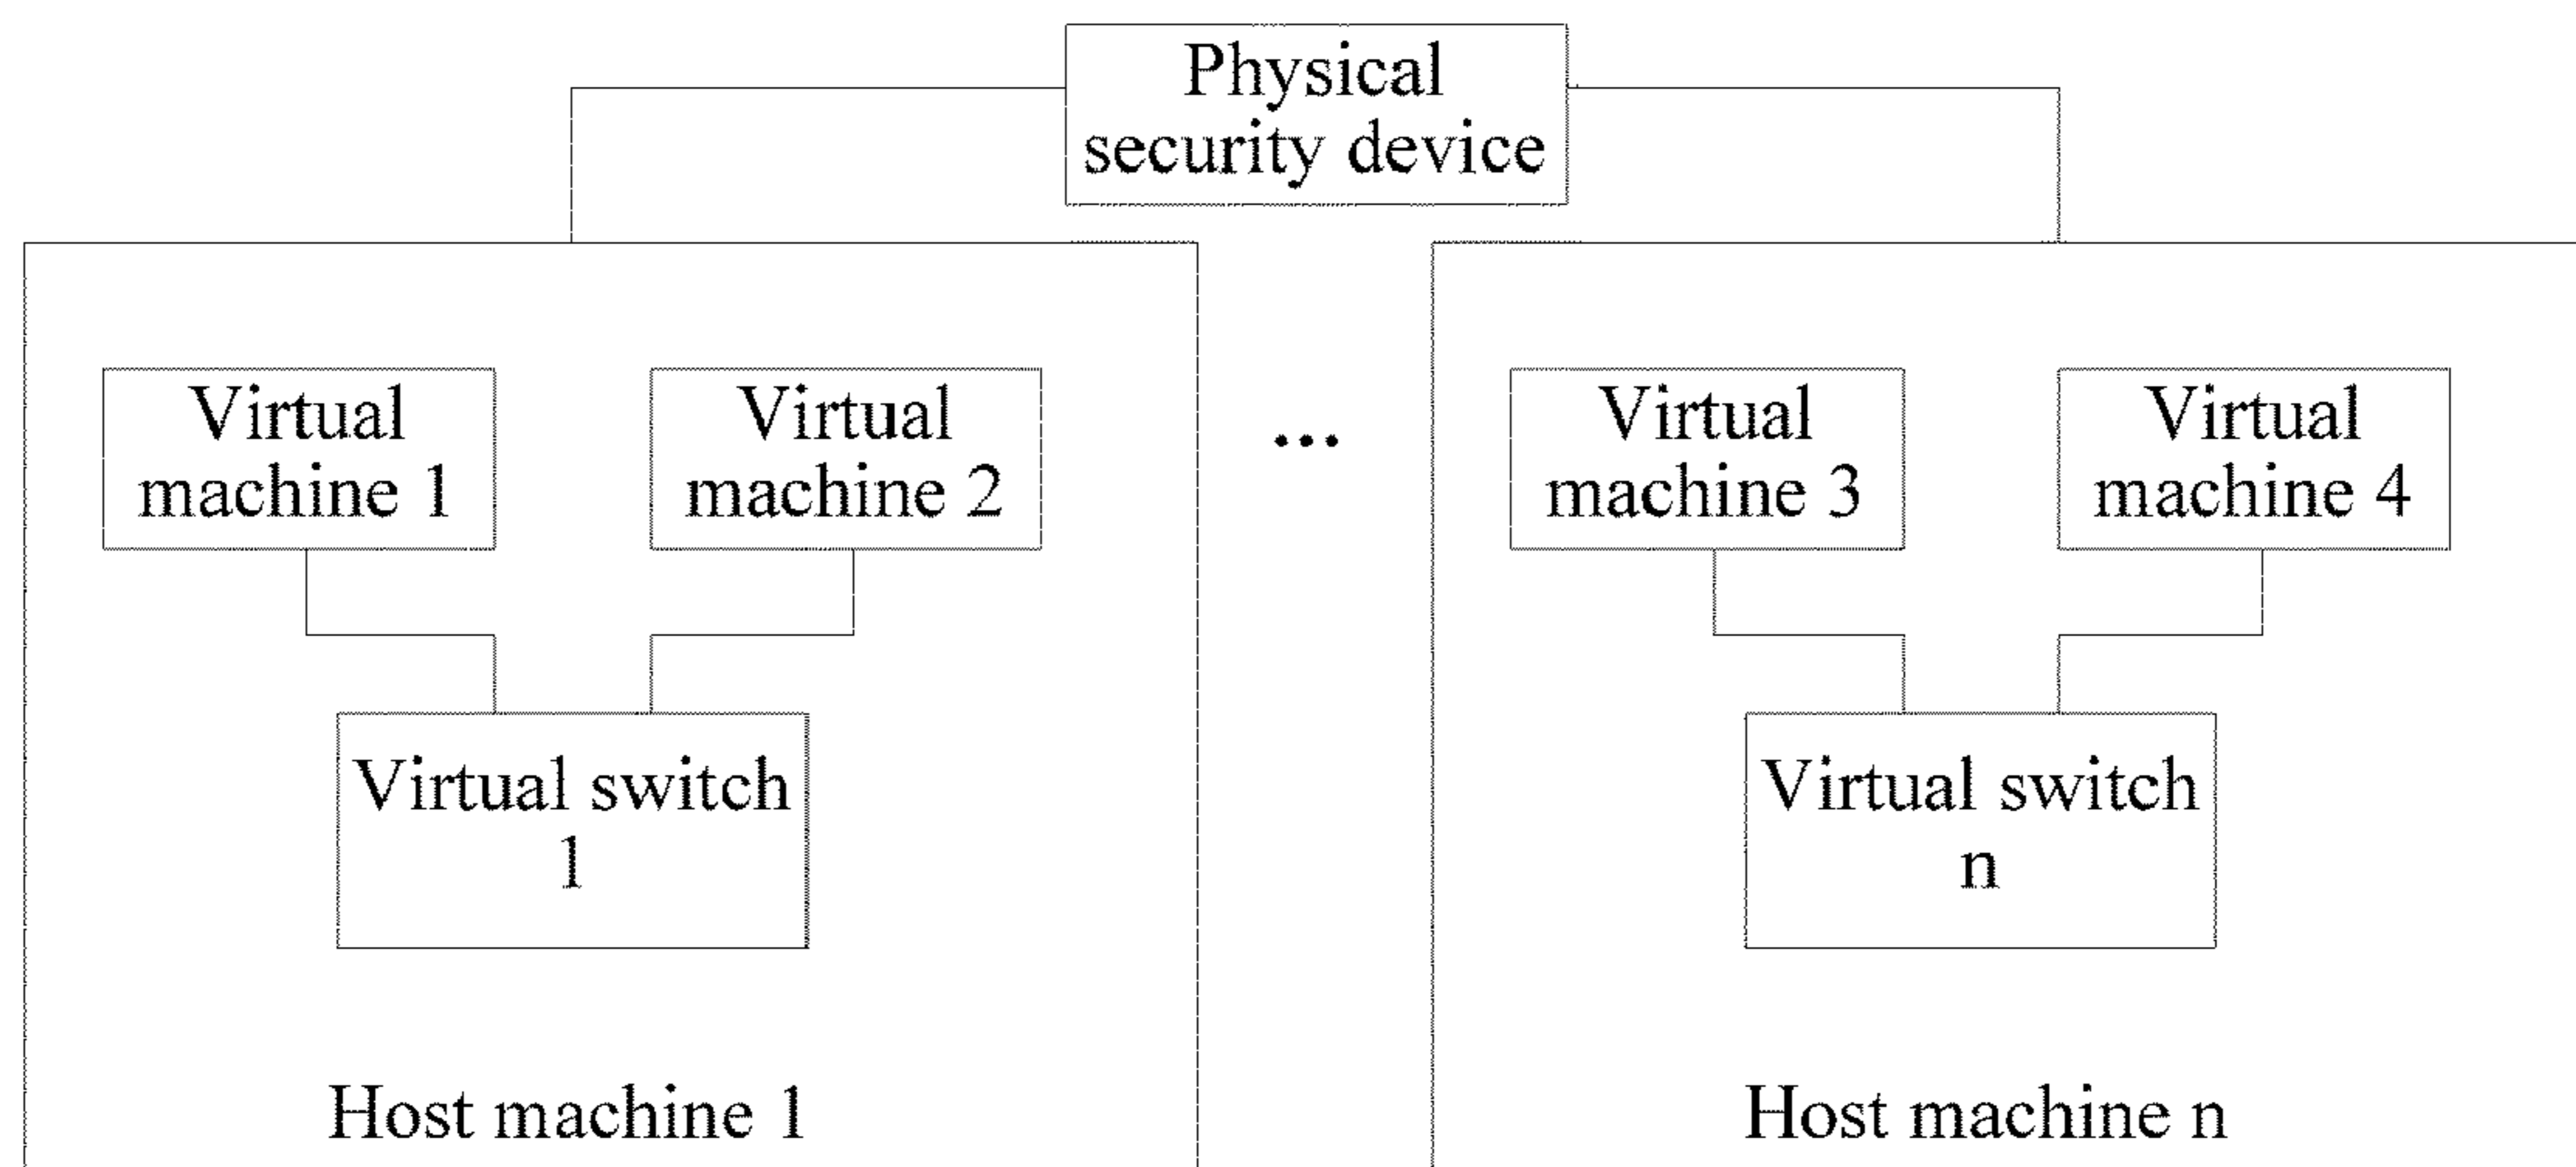 Physical
security device
Virtual
machine 1
Virtual
machine 2
...
Virtual
machine 3
Virtual
machine 4
Virtual switch
1
Virtual switch
n
Host machine 1
Host machine n